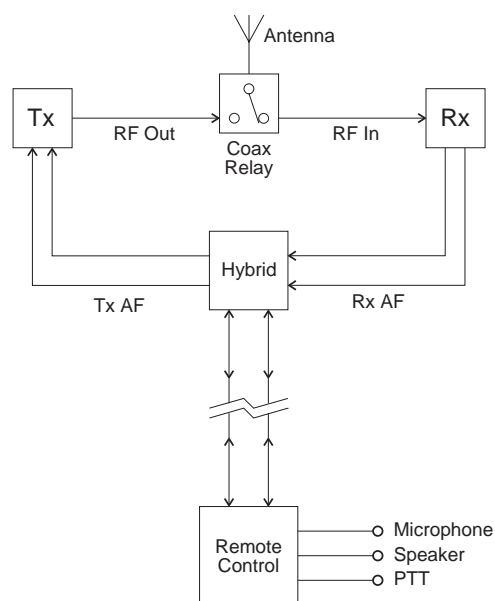 Antenna
Tx
RF Out
Coax
Relay
RF In
Rx
Hybrid
Tx AF
Rx AF
Remote
Control
Microphone
Speaker
PTT